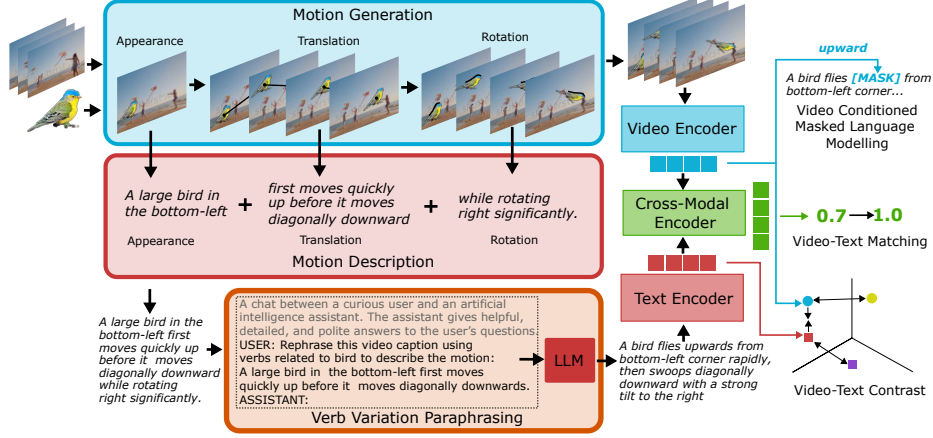 Motion Generation
Appearance
Translation
Rotation
upward
A bird flies [MASK] from
bottom-left corner...
Video Conditioned
Masked Language
Modelling
Video Encoder
A large bird in
the bottom-left
+
first moves quickly
up before it moves
diagonally downward
+
while rotating
right significantly.
Appearance
Translation
Rotation
Motion Description
Cross-Modal
Encoder
0.7
1.0
Video-Text Matching
Text Encoder
A large bird in the
bottom-left first
moves quickly up
before it moves
diagonally downward
while rotating
right significantly.
A chat between a curious user and an artificial
intelligence assistant. The assistant gives helpful,
detailed, and polite answers to the user's questions.
USER: Rephrase this video caption using
verbs related to bird to describe the motion:
A large bird in the bottom-left first moves
quickly up before it moves diagonally downwards.
ASSISTANT:
LLM
Verb Variation Paraphrasing
A bird flies upwards from
bottom-left corner rapidly,
then swoops diagonally
downward with a strong
tilt to the right
Video-Text Contrast